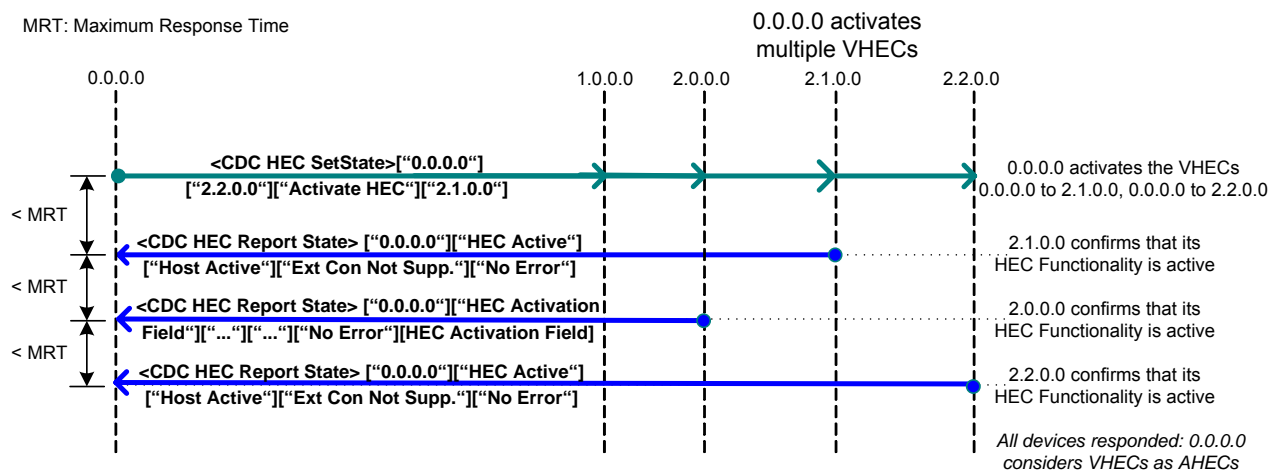 MRT: Maximum Response Time
0.0.0.0 activates
multiple VHECs
0.0.0.0
1.0.0.0
2.0.0.0
2.1.0.0
2.2.0.0
<CDC HEC SetState>["0.0.0.0“]
["2.2.0.0“]["Activate HEC“]["2.1.0.0“]
0.0.0.0 activates the VHECs
0.0.0.0 to 2.1.0.0, 0.0.0.0 to 2.2.0.0
< MRT
<CDC HEC Report State> [“0.0.0.0“][“HEC Active“]
[“Host Active“][“Ext Con Not Supp.“][“No Error“]
2.1.0.0 confirms that its
HEC Functionality is active
< MRT
<CDC HEC Report State> [“0.0.0.0“][“HEC Activation
Field“][“...“][“...“][“No Error“][HEC Activation Field]
2.0.0.0 confirms that its
HEC Functionality is active
< MRT
<CDC HEC Report State> [“0.0.0.0“][“HEC Active“]
[“Host Active“][“Ext Con Not Supp.“][“No Error“]
2.2.0.0 confirms that its
HEC Functionality is active
All devices responded: 0.0.0.0
considers VHECs as AHECs